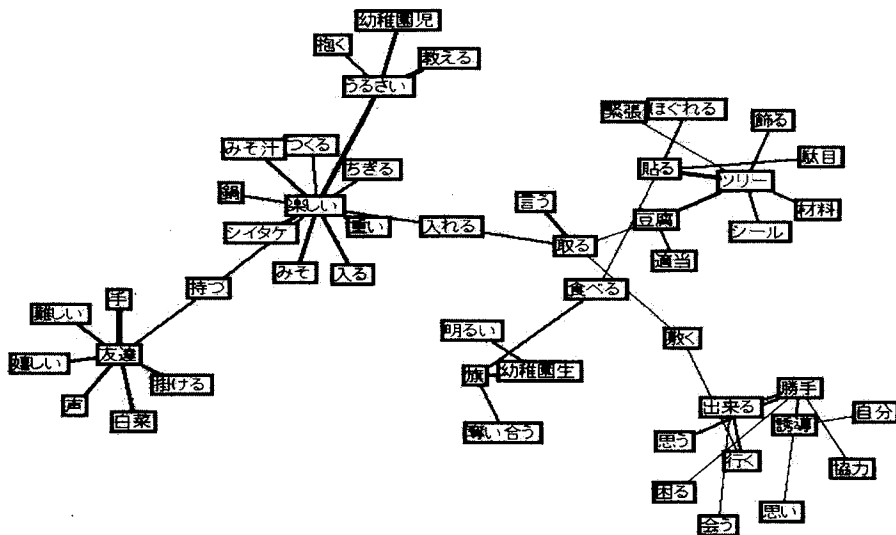 幼稚園児
抱く
教える
うるさい
緊張
ほぐれる
飾る
みそ汁
つくる
ちぎる
貼る
駄目
ツリー
鍋
楽しい
言う
豆腐
材料
シイタケ
重い
入れる
取る
シール
適当
みそ
入る
持つ
食べる
手
難しい
明るい
敷く
友達
嬉しい
旗
幼稚園生
掛ける
勝手
声
白菜
出来る
自分
誘導
奪い合う
思う
行く
協力
困る
思い
会う